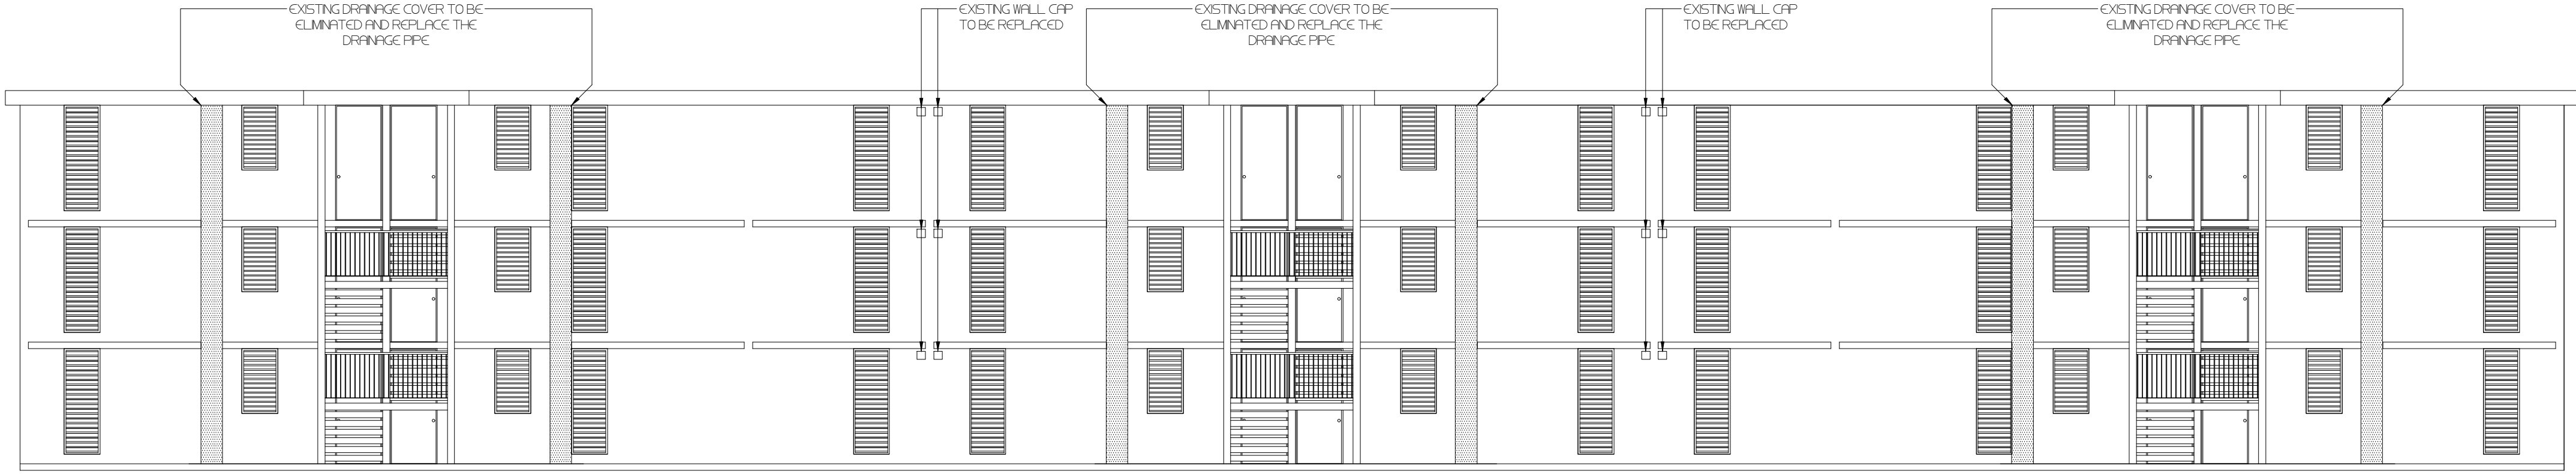 EXISTING DRAINAGE COVER TO BE
ELIMINATED AND REPLACE THE
DRAINAGE PIPE
EXISTING WALL CAP
TO BE REPLACED
EXISTING DRAINAGE COVER TO BE
ELIMINATED AND REPLACE THE
DRAINAGE PIPE
EXISTING WALL CAP
TO BE REPLACED
EXISTING DRAINAGE COVER TO BE
ELIMINATED AND REPLACE THE
DRAINAGE PIPE